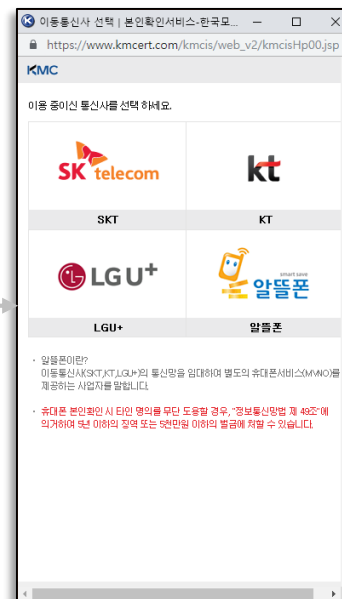 이동통신사 선택 | 본인확인서비스-한국모...
https://www.kmcert.com/kmcis/web_v2/kmcisHp00.jsp
KMC
이용 중이신 통신사를 선택 하세요.
SK telecom
kt
SKT
KT
LG U+
smart save
알뜰폰
LGU+
알뜰폰
· 알뜰폰이란?
이동통신사(SKT,KT,LGU+)의 통신망을 임대하여 별도의 휴대폰서비스(MVNO)를
제공하는 사업자를 말합니다.
· 휴대폰 본인확인 시 타인 명의를 무단 도용할 경우, "정보통신망법 제 49조"에
의거하여 5년 이하의 징역 또는 5천만원 이하의 벌금에 처할 수 있습니다.